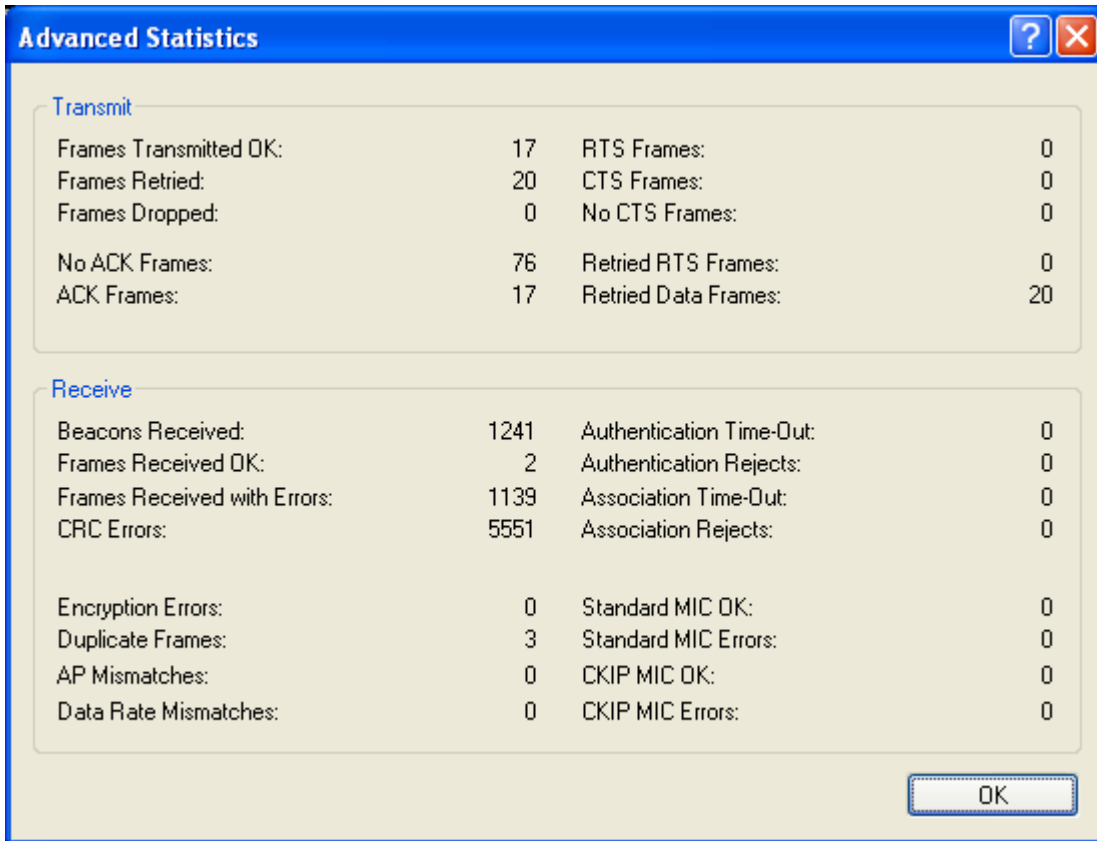 Advanced Statistics
Transmit
Frames Transmitted OK: 17 RTS Frames: 0
Frames Retried: 20 CTS Frames: 0
Frames Dropped: 0 No CTS Frames: 0
No ACK Frames: 76 Retried RTS Frames: 0
ACK Frames: 17 Retried Data Frames: 20
Receive
Beacons Received: 1241 Authentication Time-Out: 0
Frames Received OK: 2 Authentication Rejects: 0
Frames Received with Errors: 1139 Association Time-Out: 0
CRC Errors: 5551 Association Rejects: 0
Encryption Errors: 0 Standard MIC OK: 0
Duplicate Frames: 3 Standard MIC Errors: 0
AP Mismatches: 0 CKIP MIC OK: 0
Data Rate Mismatches: 0 CKIP MIC Errors: 0
OK